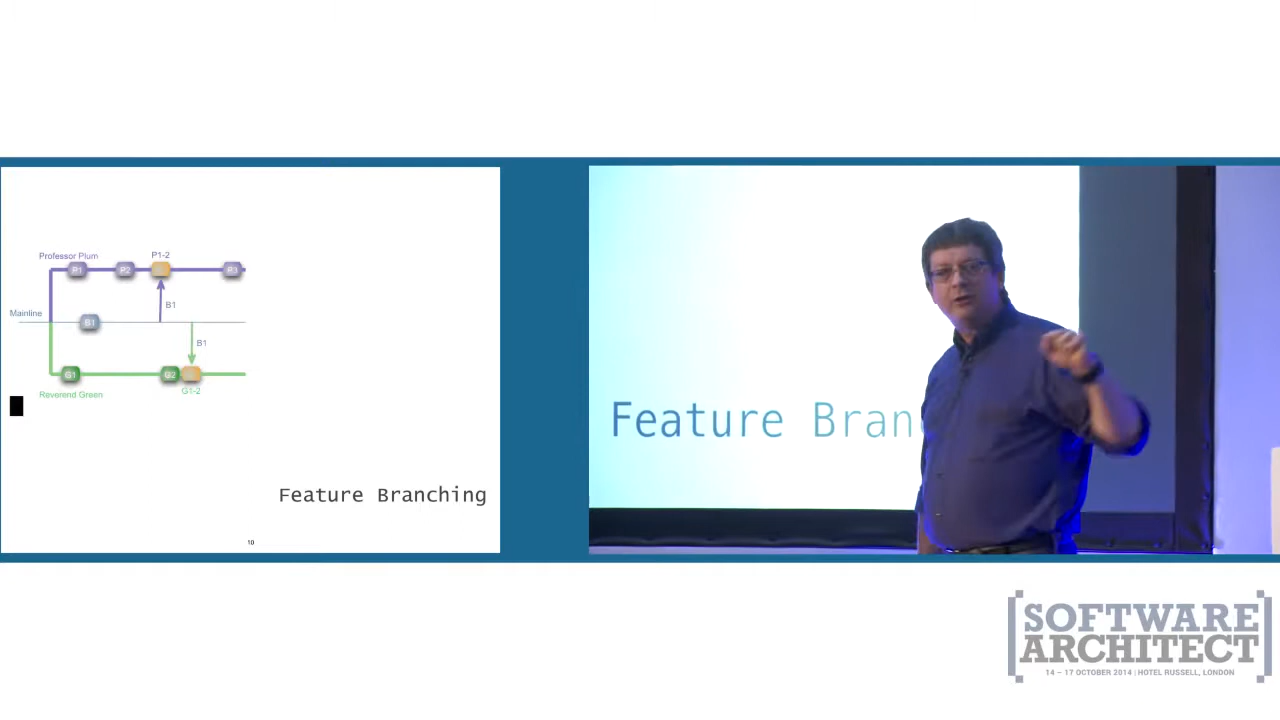 Professor Plum
P1-2
P1
P2
P3
B1
Mainline
B1
B1
G1
G2
G1-2
Reverend Green
Feature Branching
10
Feature Bran
[SOFTWARE
ARCHITECT]
14 – 17 OCTOBER 2014 | HOTEL RUSSELL, LONDON